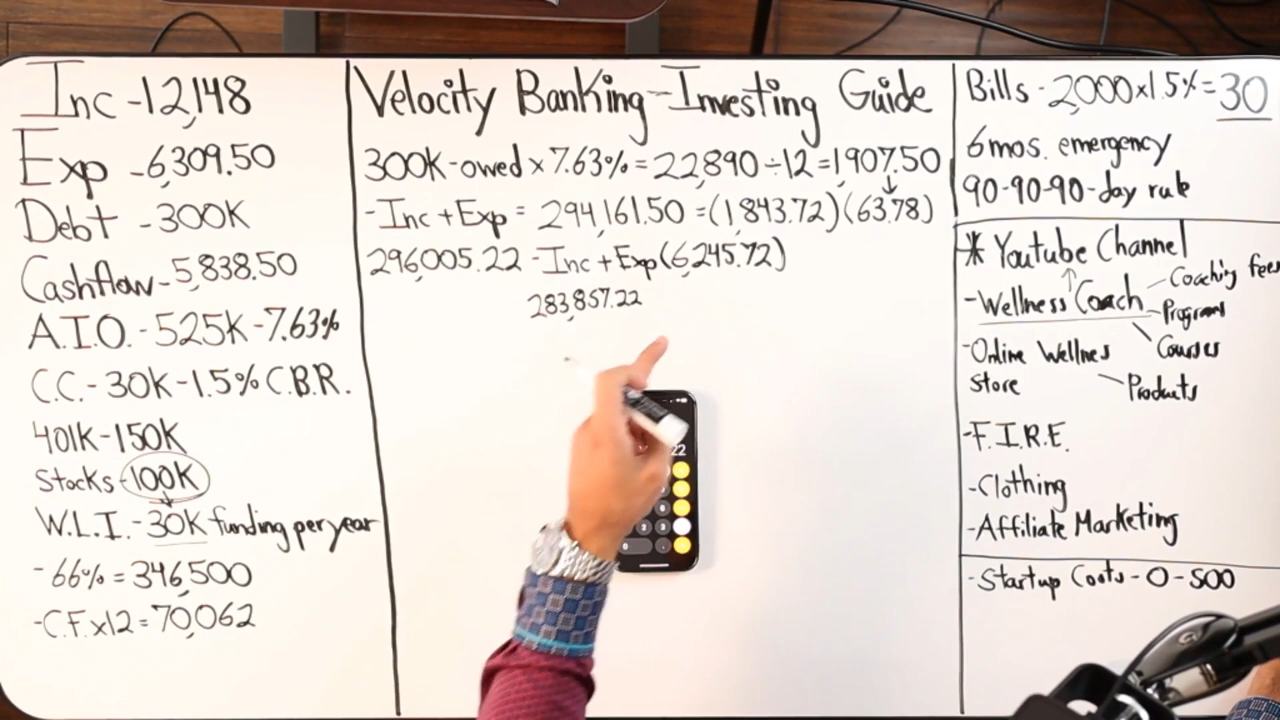 Inc - 12,148
Exp - 6,309.50
Debt - 300K
Cashflow - 5,838.50
A.I.O. - 525K - 7.63%
C.C. - 30K - 1.5% C.B.R.
401K - 150K
Stocks - 100K
W.L.I. - 30K funding per year
- 66% = 346,500
- C.F. x 12 = 70,062
Velocity Banking - Investing Guide
300K - owed x 7.63% = 22,890 ÷ 12 = 1,907.50
- Inc + Exp = 294,161.50 = (1,843.72) (63.78)
296,005.22 - Inc + Exp (6,245.72)
283,857.22
22
Bills - 2,000 x 1.5% = 30
6 mos. emergency
90-90-90-day rule
* Youtube Channel
- Wellness Coach
- Coaching fees
- Program
Courses
- Online Wellnes
store
- Products
- F.I.R.E.
- Clothing
- Affiliate Marketing
- Startup Costs - 0 - 500